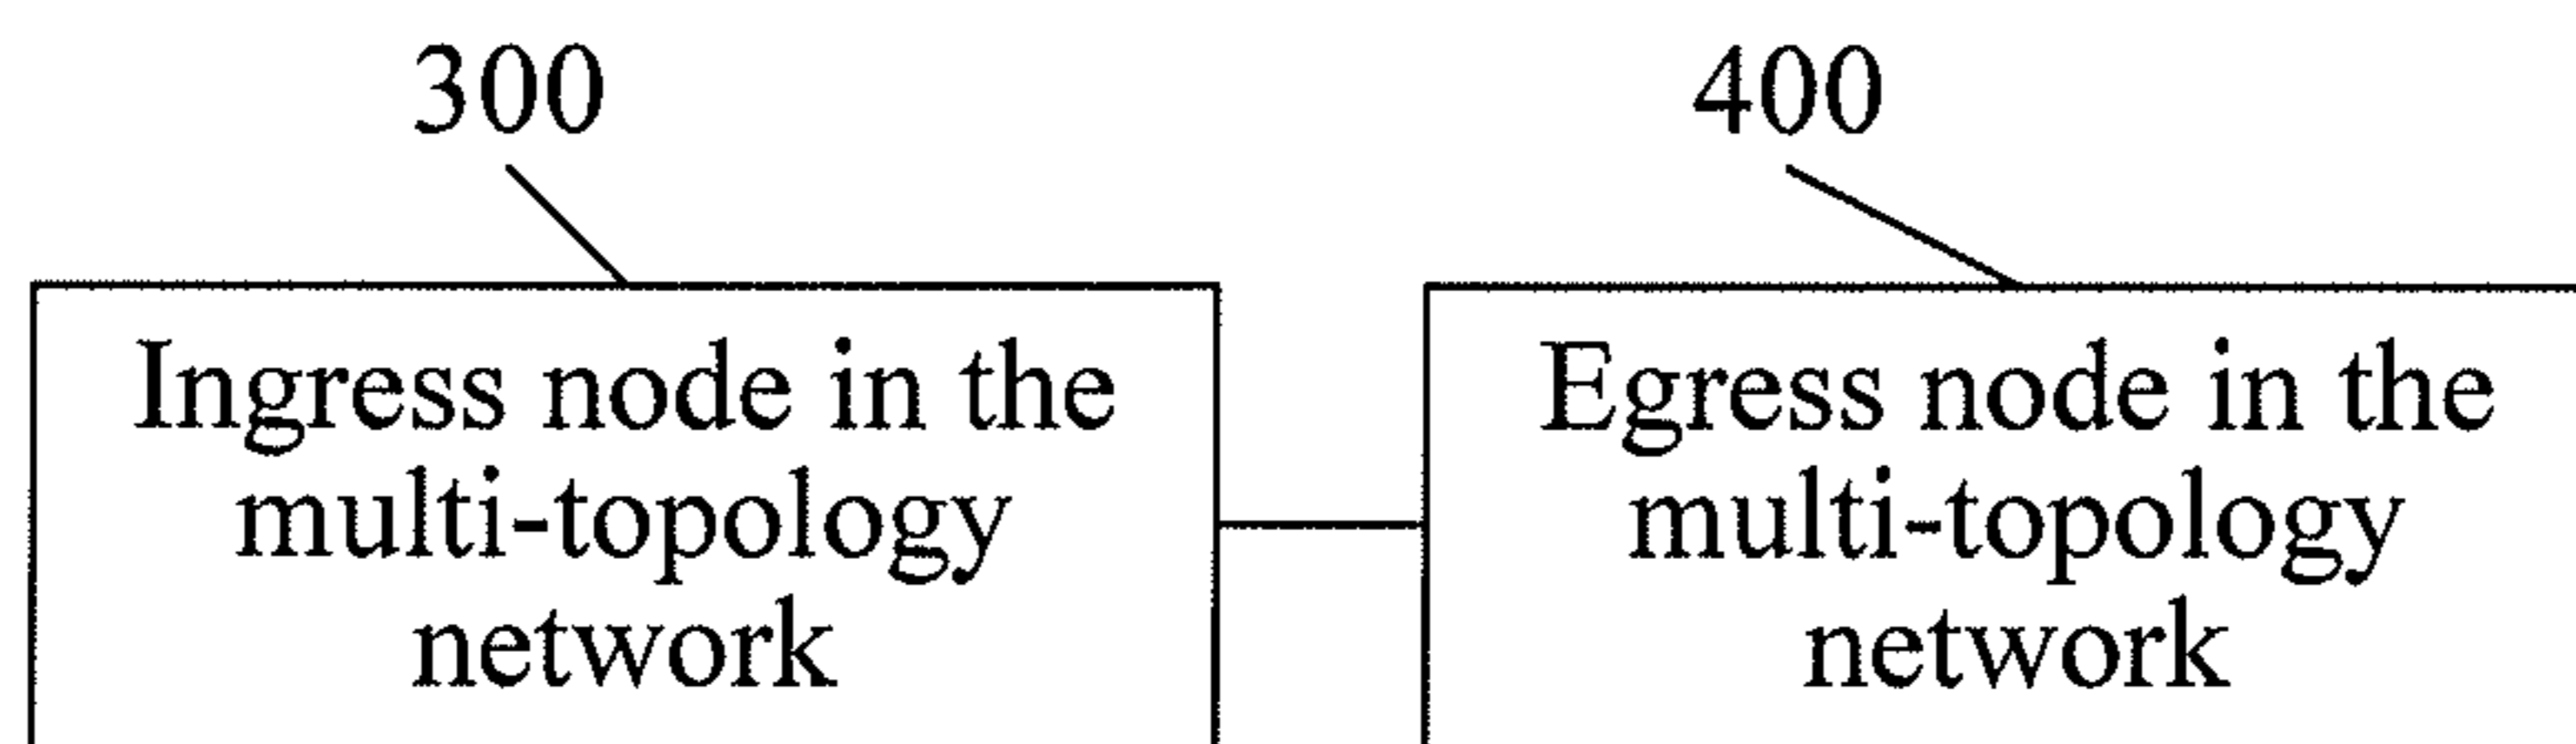 300
400
Ingress node in the
multi-topology
network
Egress node in the
multi-topology
network